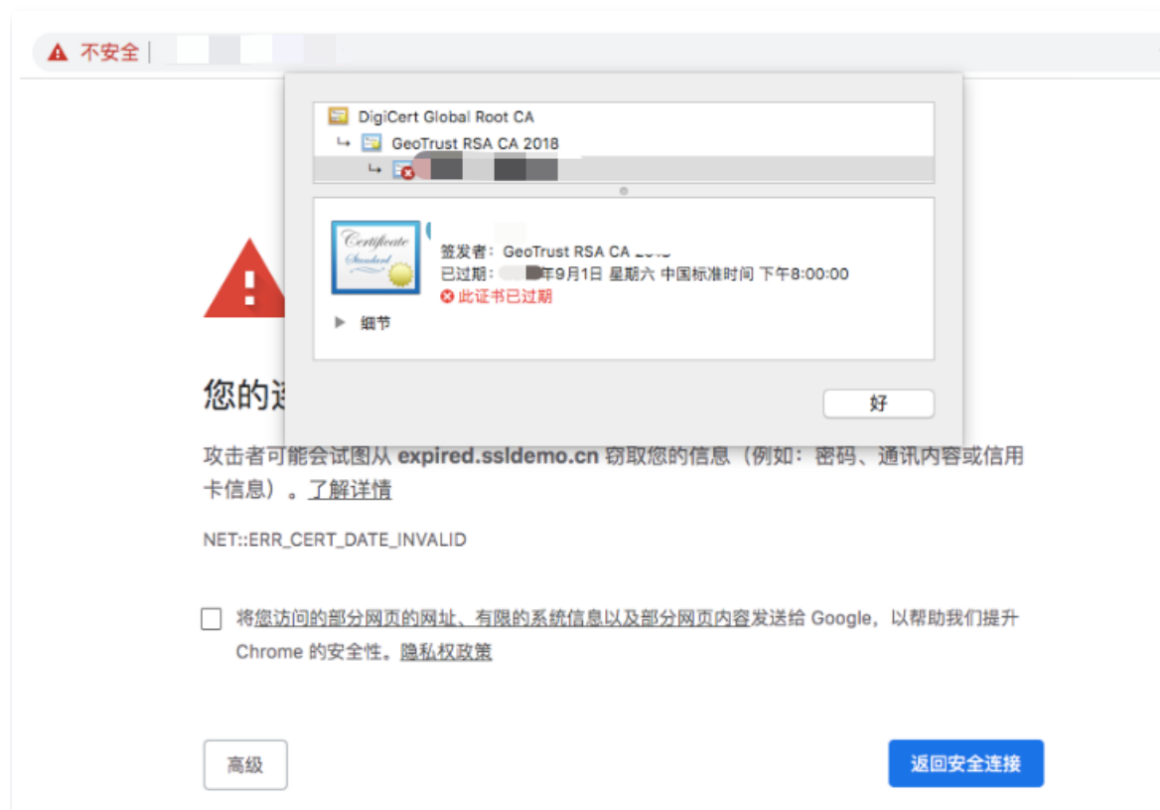 不安全
DigiCert Global Root CA
GeoTrust RSA CA 2018
Certificate
Standard
签发者：GeoTrust RSA CA
已过期：年9月1日 星期六 中国标准时间 下午8:00:00
此证书已过期
细节
好
您的
攻击者可能会试图从 expired.ssldemo.cn 窃取您的信息（例如：密码、通讯内容或信用
卡信息）。了解详情
NET::ERR_CERT_DATE_INVALID
将您访问的部分网页的网址、有限的系统信息以及部分网页内容发送给 Google，以帮助我们提升
Chrome 的安全性。隐私权政策
高级
返回安全连接